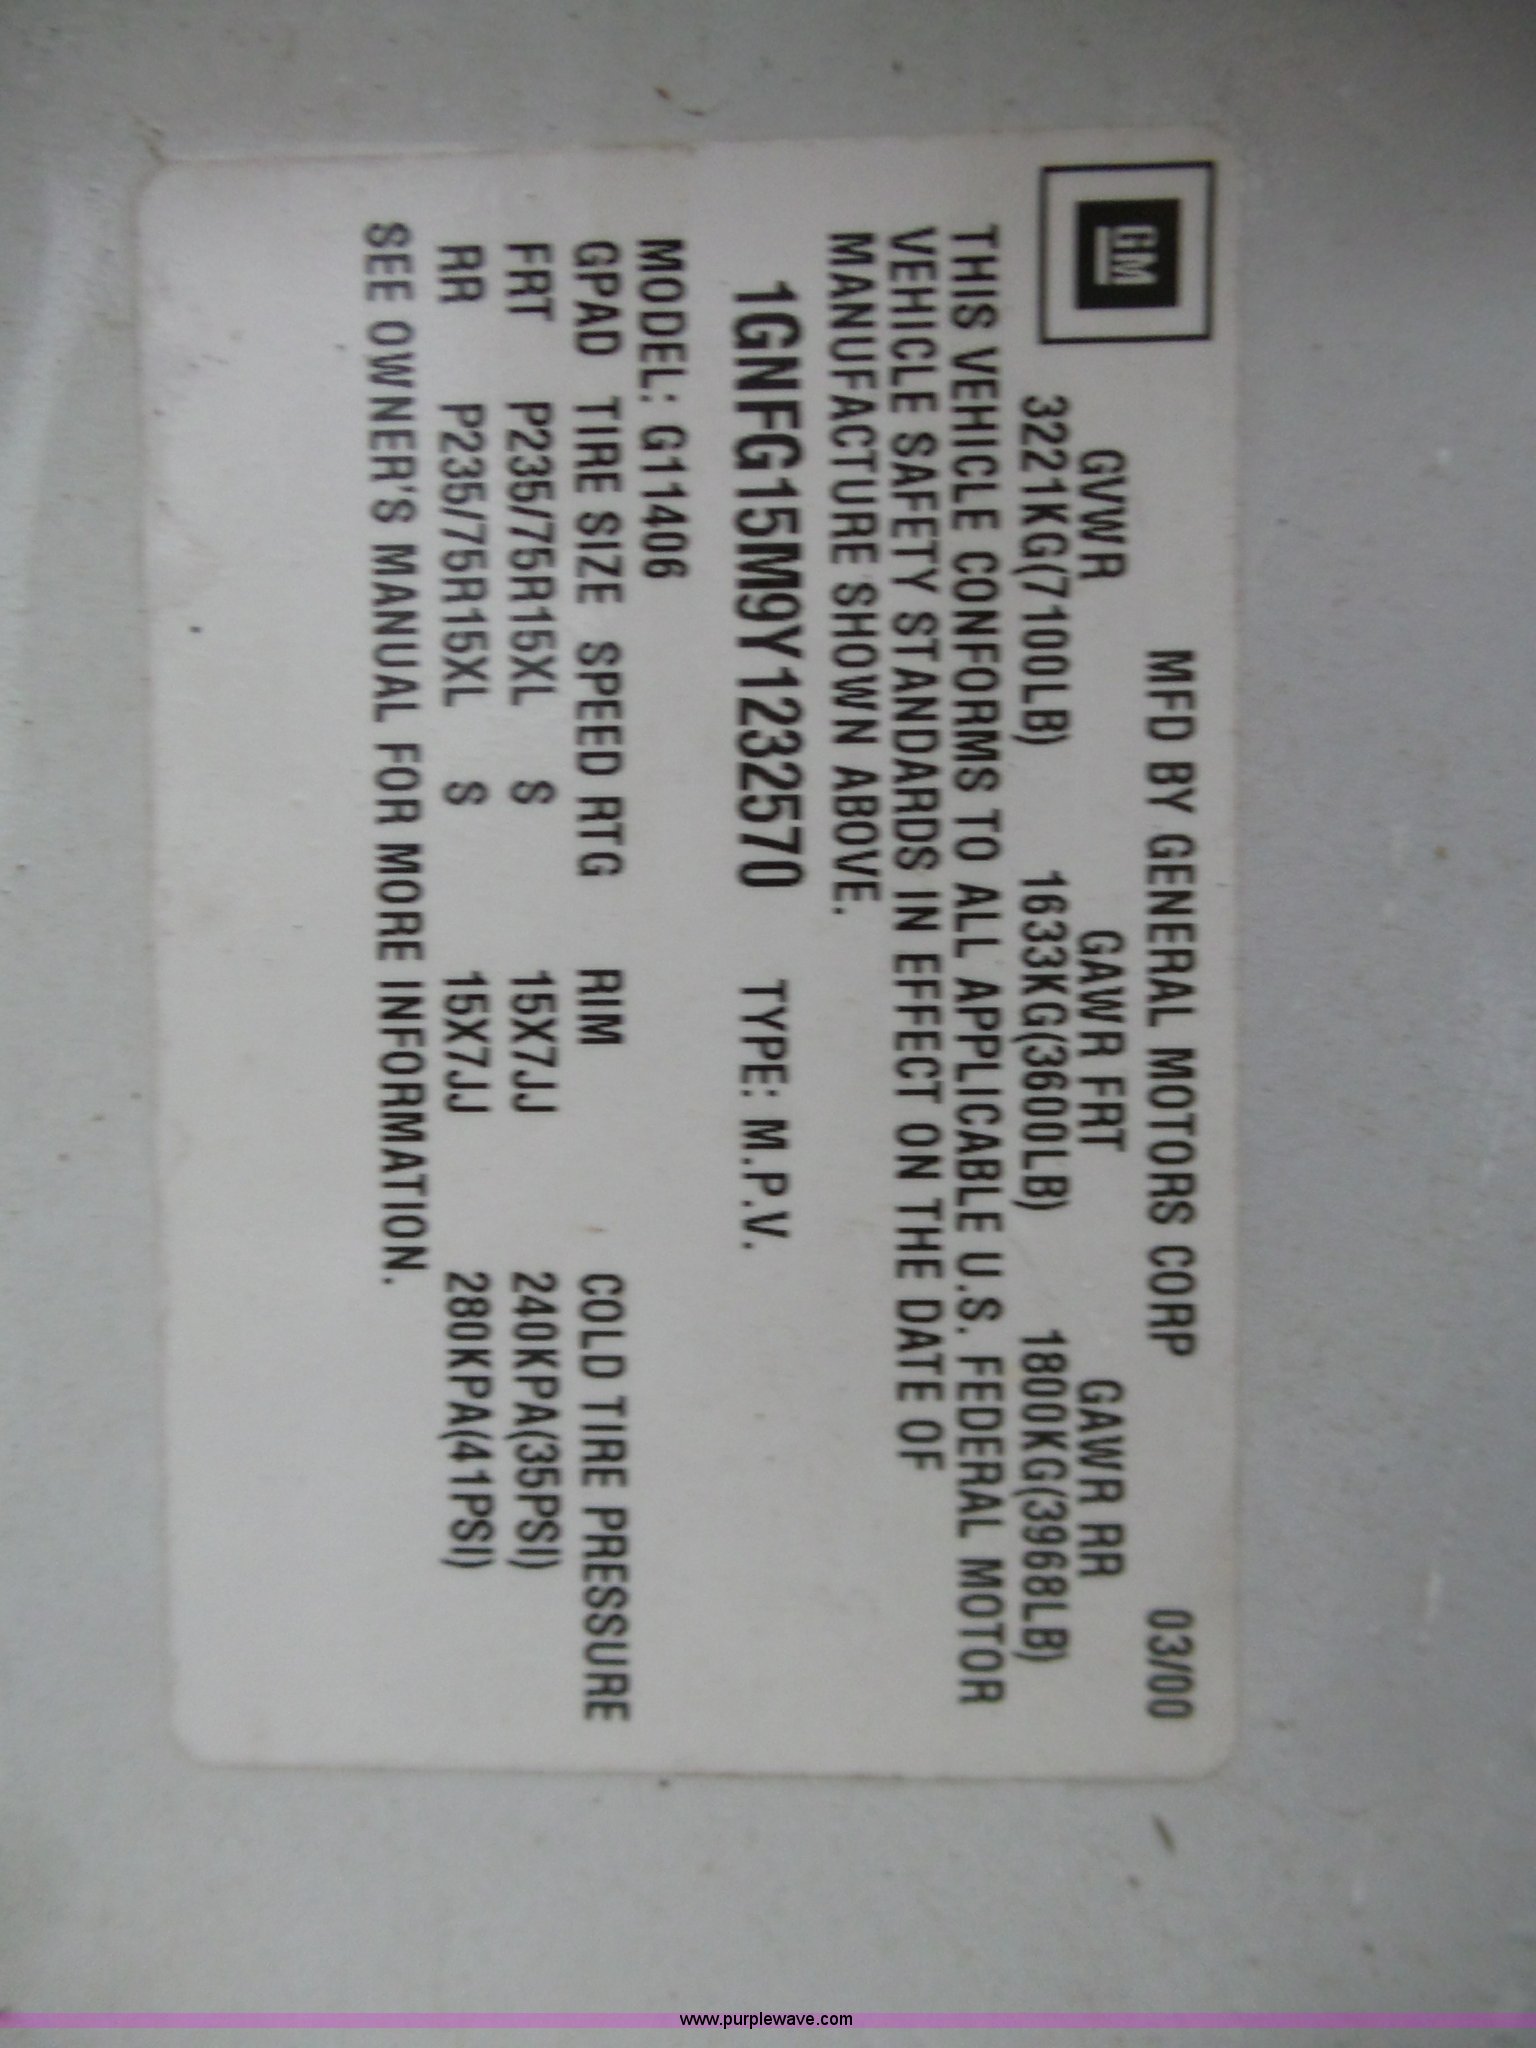 GM
MFD BY GENERAL MOTORS CORP 03/00
GVWR GAWR FRT GAWR RR
3221KG(7100LB) 1633KG(3600LB) 1800KG(3968LB)
THIS VEHICLE CONFORMS TO ALL APPLICABLE U.S. FEDERAL MOTOR
VEHICLE SAFETY STANDARDS IN EFFECT ON THE DATE OF
MANUFACTURE SHOWN ABOVE.
1GNFG15M9Y1232570 TYPE: M.P.V.
MODEL: G11406
GPAD TIRE SIZE SPEED RTG RIM COLD TIRE PRESSURE
FRT P235/75R15XL S 15X7JJ 240KPA(35PSI)
RR P235/75R15XL S 15X7JJ 280KPA(41PSI)
SEE OWNER'S MANUAL FOR MORE INFORMATION.
www.purplewave.com